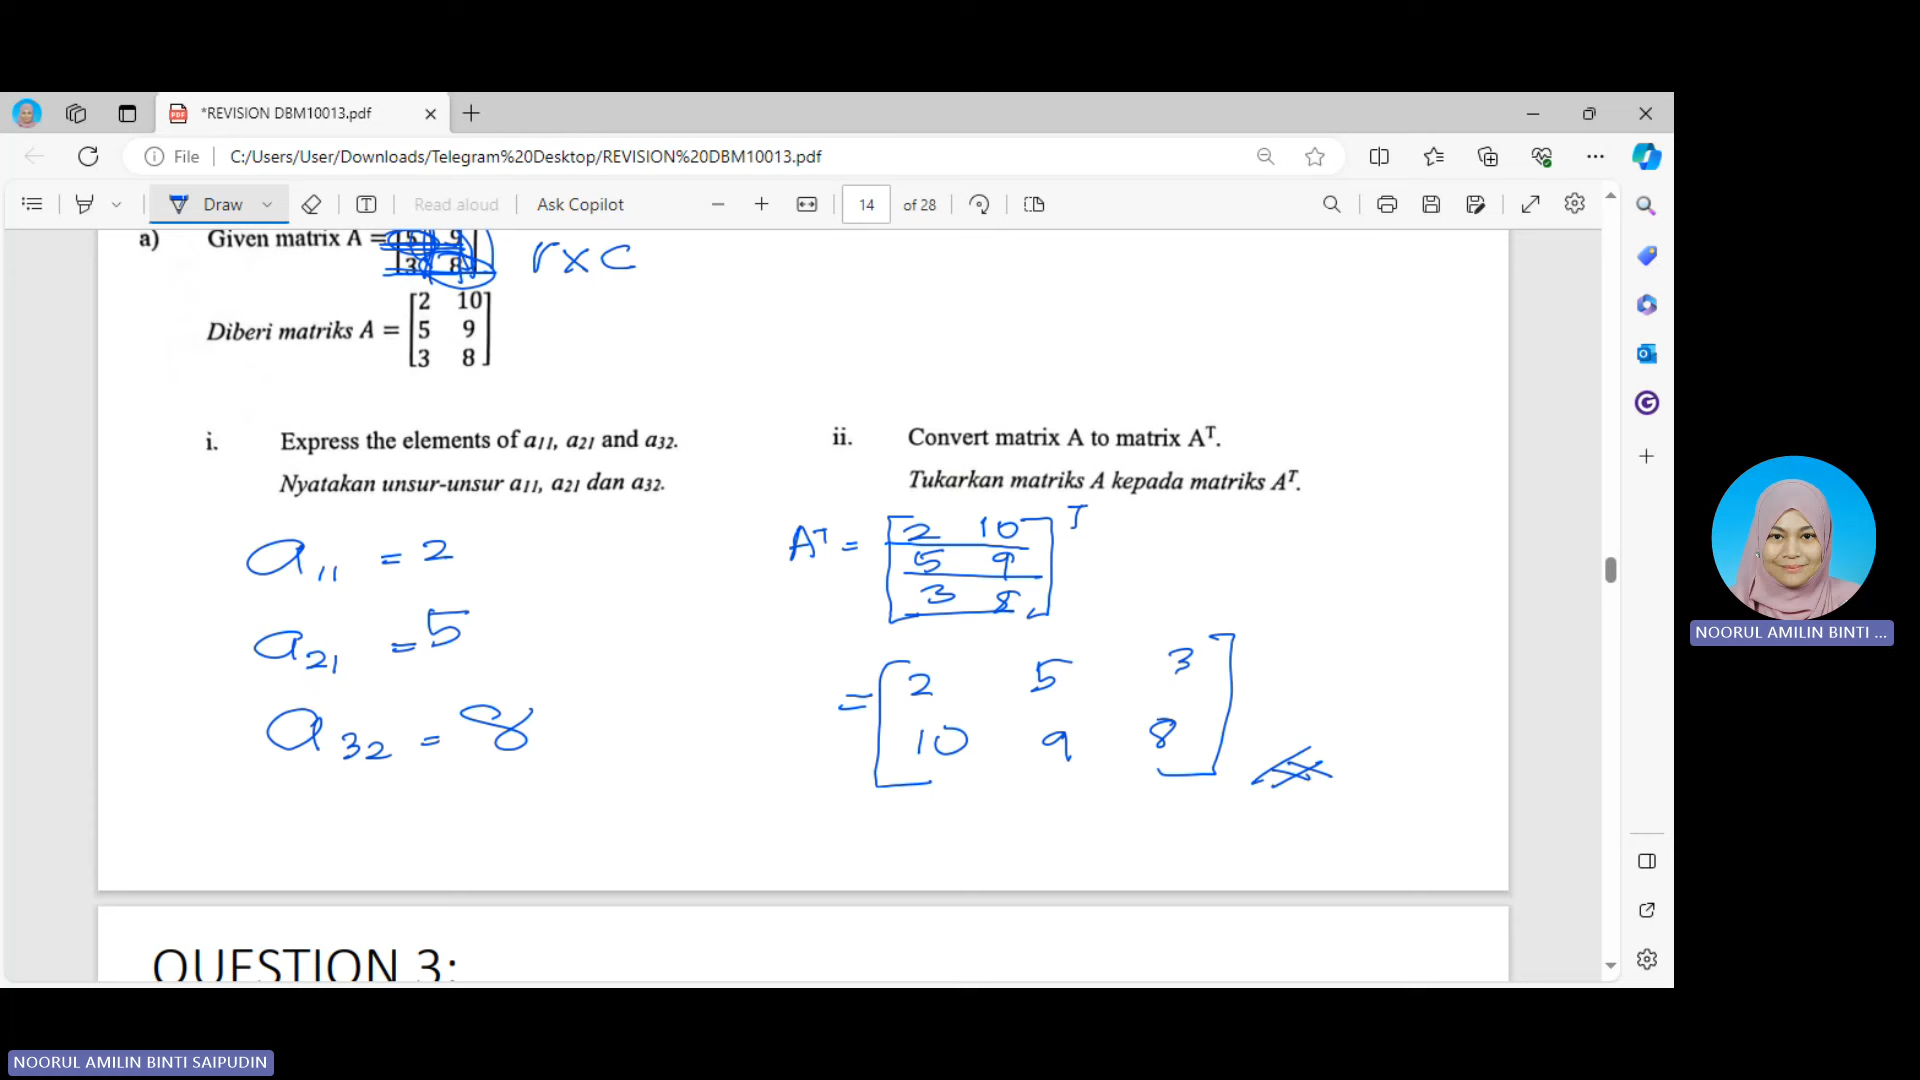 *REVISION DBM10013.pdf
File C:/Users/User/Downloads/Telegram%20Desktop/REVISION%20DBM10013.pdf
Draw Read aloud Ask Copilot 14 of 28
a) Given matrix A = 5 9 r x c
3 8
Diberi matriks A = [2 10
5 9
3 8]
i. Express the elements of a11, a21 and a32.
Nyatakan unsur-unsur a11, a21 dan a32.
a11 = 2
a21 = 5
a32 = 8
ii. Convert matrix A to matrix Aᵀ.
Tukarkan matriks A kepada matriks Aᵀ.
Aᵀ = [2 10
5 9
3 8]ᵀ
= [2 5 3
10 9 8]
QUESTION 3:
NOORUL AMILIN BINTI ...
NOORUL AMILIN BINTI SAIPUDIN